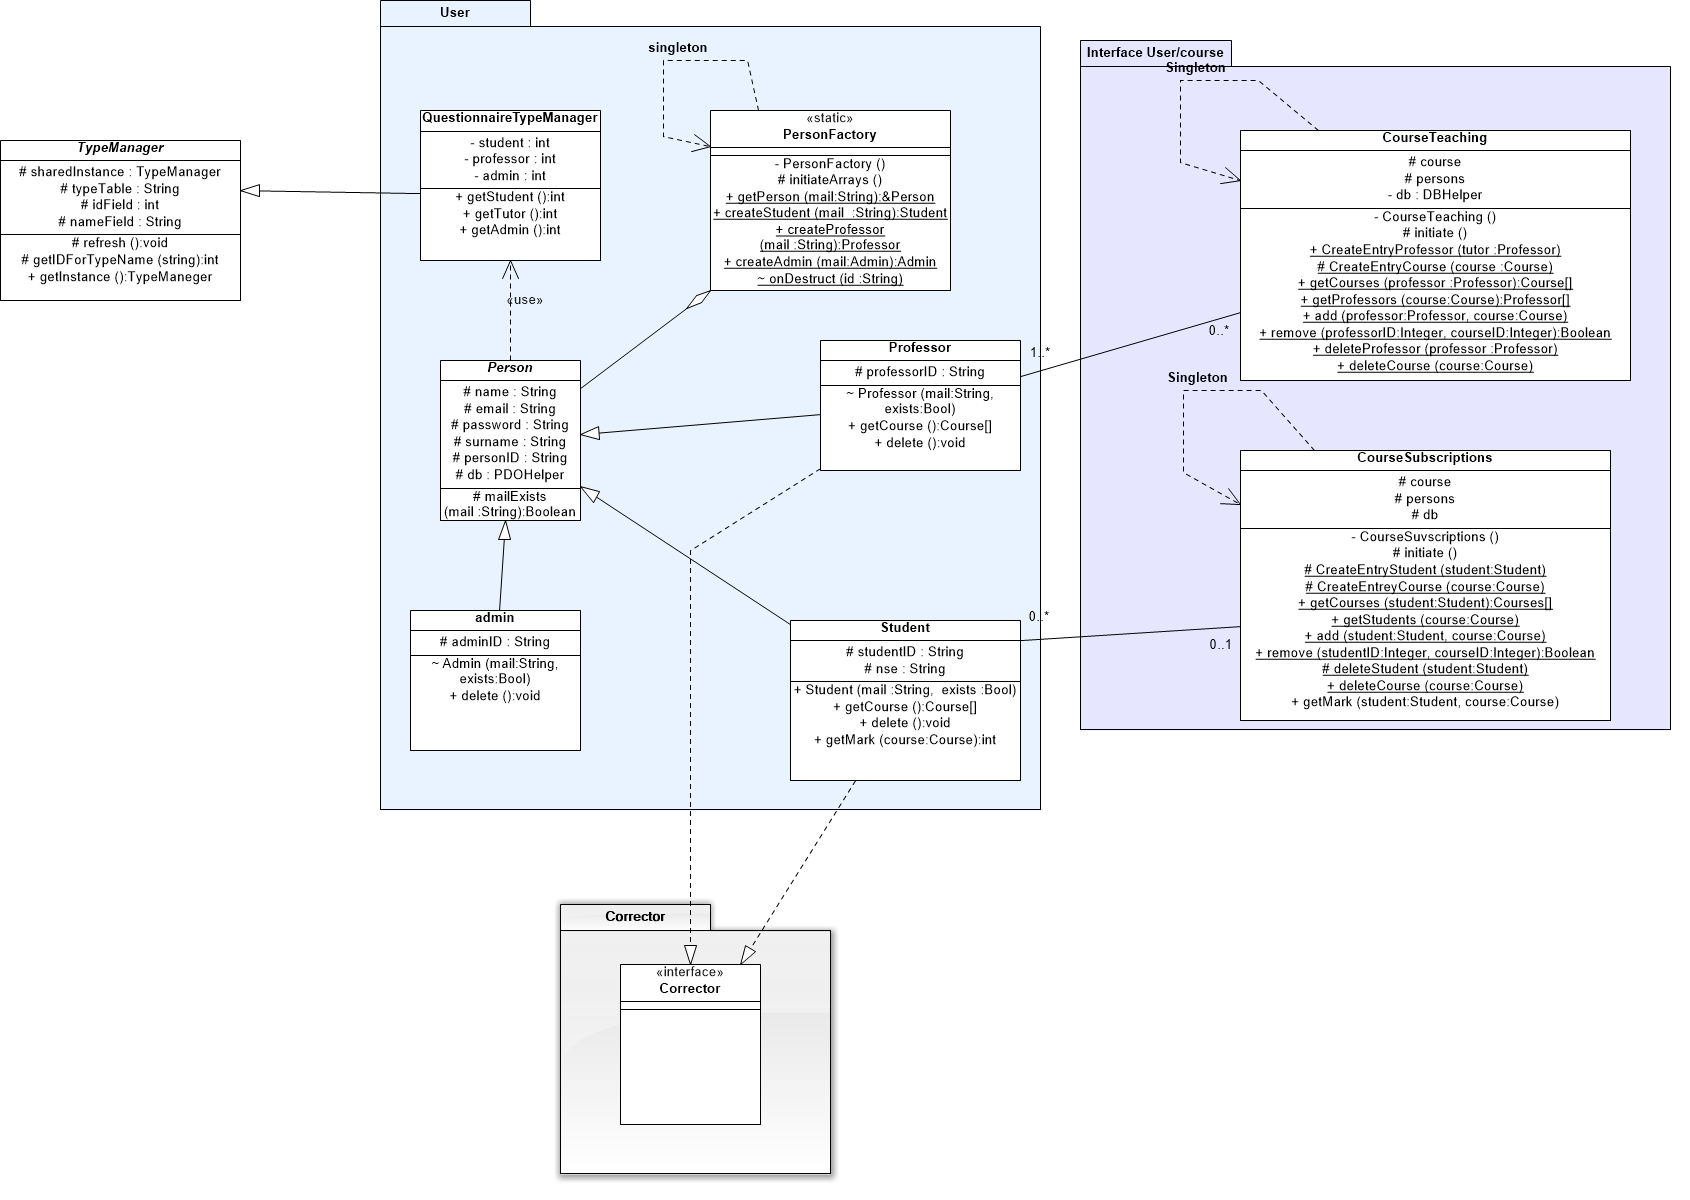 User
singleton
Interface User/course
Singleton
TypeManager
# sharedInstance : TypeManager
# typeTable : String
# idField : int
# nameField : String
# refresh ():void
# getIDForTypeName (string):int
+ getInstance ():TypeManeger
QuestionnaireTypeManager
- student : int
- professor : int
- admin : int
+ getStudent ():int
+ getTutor ():int
+ getAdmin ():int
«static»
PersonFactory
- PersonFactory ()
# initiateArrays ()
+ getPerson (mail:String):&Person
+ createStudent (mail :String):Student
+ createProfessor
(mail :String):Professor
+ createAdmin (mail:Admin):Admin
~ onDestruct (id :String)
CourseTeaching
# course
# persons
- db : DBHelper
- CourseTeaching ()
# initiate ()
+ CreateEntryProfessor (tutor :Professor)
# CreateEntryCourse (course :Course)
+ getCourses (professor :Professor):Course[]
+ getProfessors (course:Course):Professor[]
+ add (professor:Professor, course:Course)
+ remove (professorID:Integer, courseID:Integer):Boolean
+ deleteProfessor (professor :Professor)
+ deleteCourse (course:Course)
«use»
0..*
1..*
Person
# name : String
# email : String
# password : String
# surname : String
# personID : String
# db : PDOHelper
# mailExists
(mail :String):Boolean
Professor
# professorID : String
~ Professor (mail:String,
exists:Bool)
+ getCourse ():Course[]
+ delete ():void
Singleton
CourseSubscriptions
# course
# persons
# db
- CourseSuvscriptions ()
# initiate ()
# CreateEntryStudent (student:Student)
# CreateEntreyCourse (course:Course)
+ getCourses (student:Student):Courses[]
+ getStudents (course:Course)
+ add (student:Student, course:Course)
+ remove (studentID:Integer, courseID:Integer):Boolean
# deleteStudent (student:Student)
+ deleteCourse (course:Course)
+ getMark (student:Student, course:Course)
admin
# adminID : String
~ Admin (mail:String,
exists:Bool)
+ delete ():void
0..*
0..1
Student
# studentID : String
# nse : String
+ Student (mail :String, exists :Bool)
+ getCourse ():Course[]
+ delete ():void
+ getMark (course:Course):int
Corrector
«interface»
Corrector